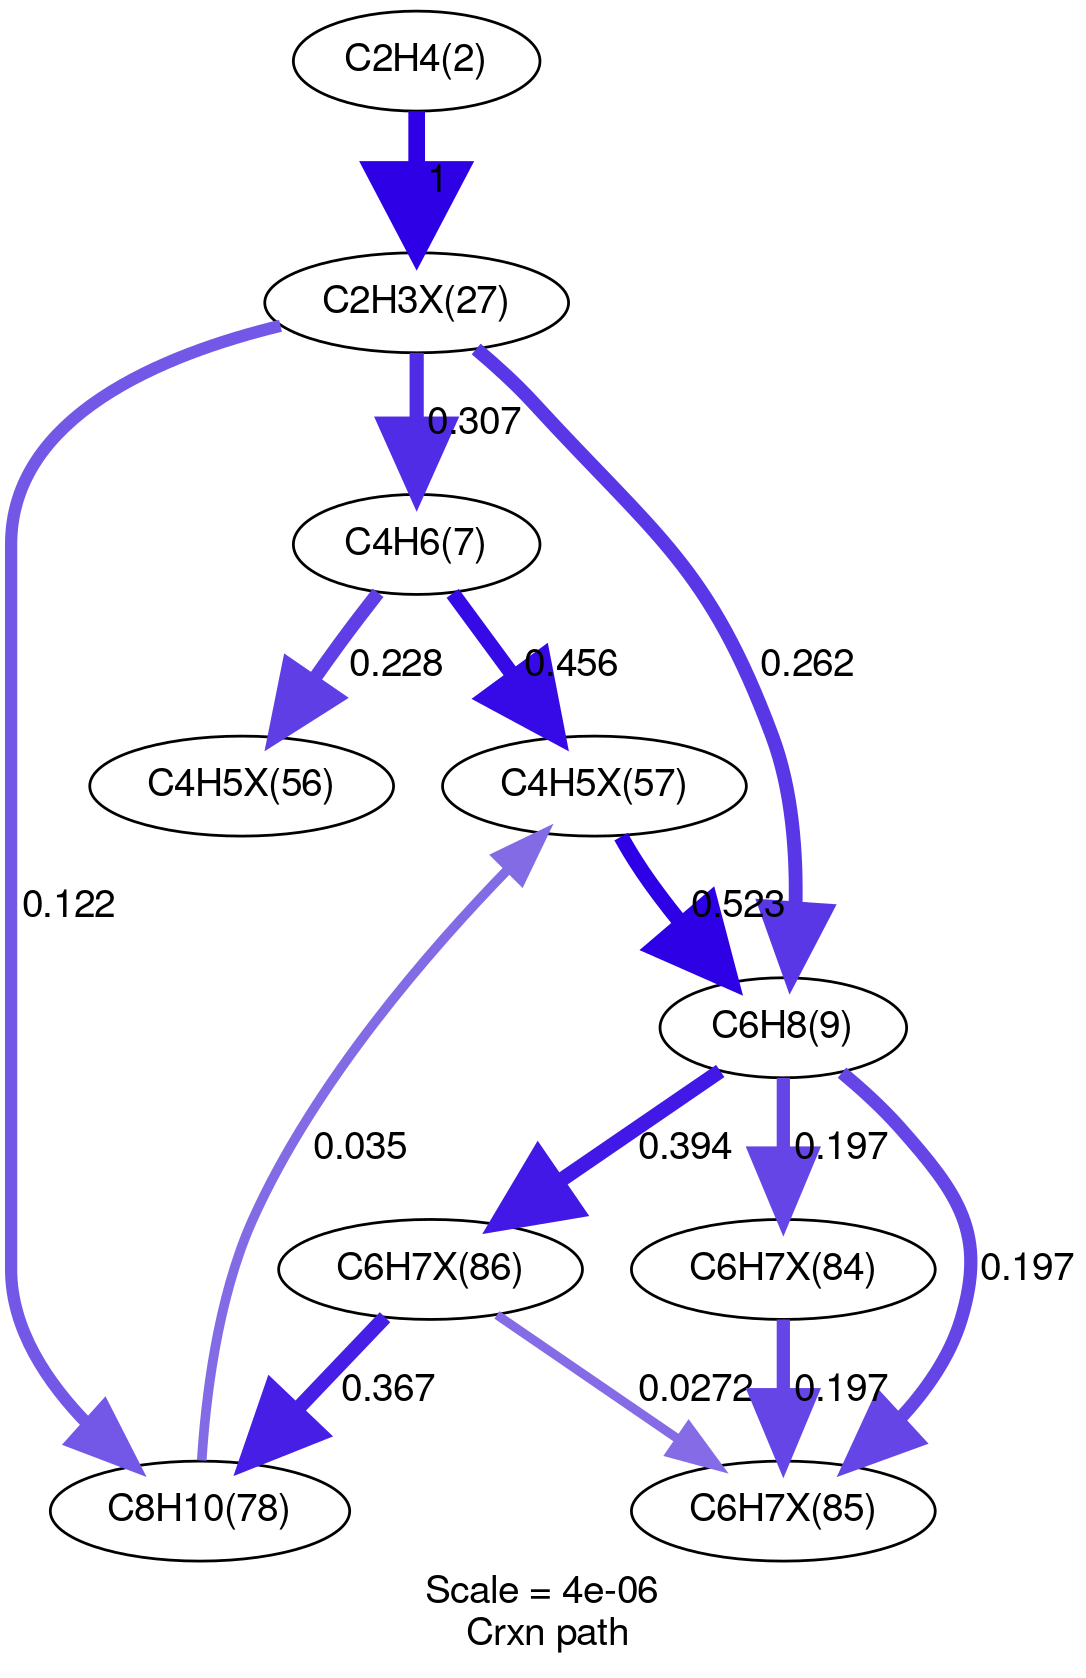 C2H4(2)
1
C2H3X(27)
0.307
C4H6(7)
0.228
0.456
0.262
C4H5X(56)
C4H5X(57)
0.122
0.523
C6H8(9)
0.035
0.394
0.197
C6H7X(86)
C6H7X(84)
0.197
0.367
0.0272
0.197
C8H10(78)
C6H7X(85)
Scale = 4e-06
Crxn path